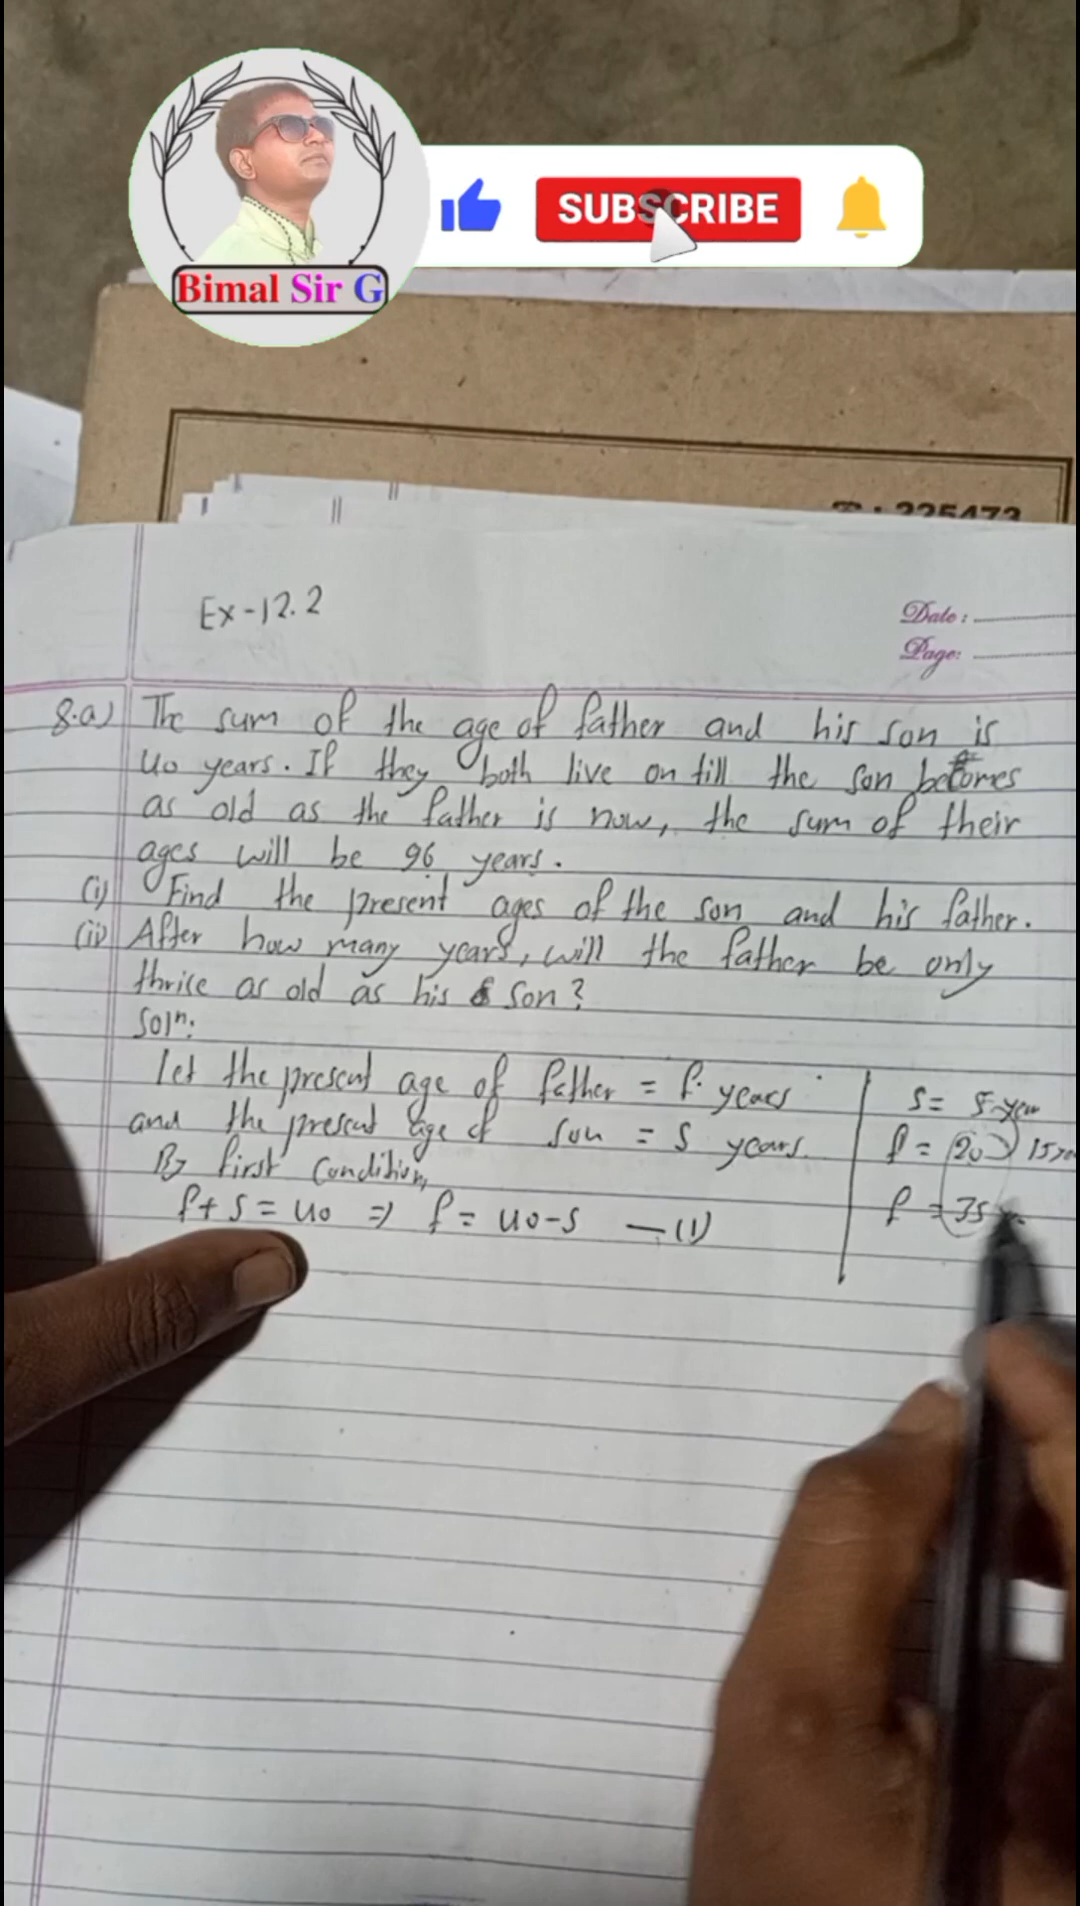 SUBSCRIBE
Bimal Sir G
225473
Ex-12.2
Date:
Page:
8.a) The sum of the age of father and his son is
40 years. If they both live on till the son becomes
as old as the father is now, the sum of their
ages will be 96 years.
(i) Find the present ages of the son and his father.
(ii) After how many years, will the father be only
thrice as old as his son?
Solⁿ:
Let the present age of father = f years
and the present age of son = s years.
By first condition,
f+s=40 => f=40-s —(1)
s= 5 year
f= 20 15
f = 35